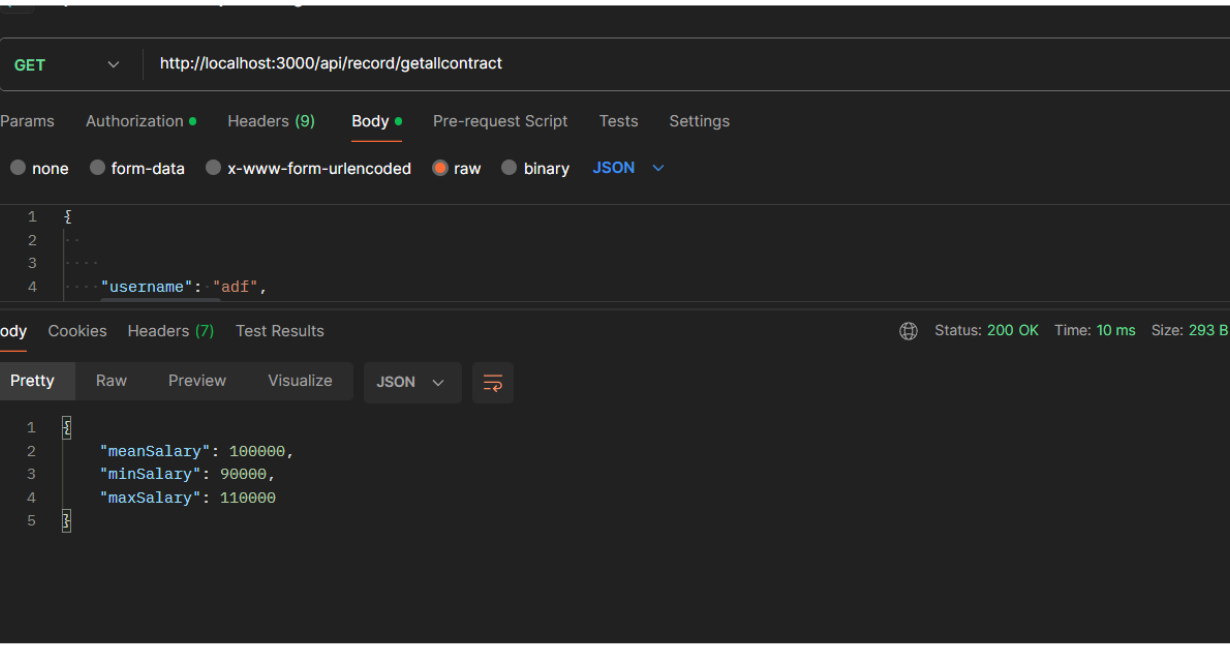 GET http://localhost:3000/api/record/getallcontract
Params Authorization Headers (9) Body Pre-request Script Tests Settings
none form-data x-www-form-urlencoded raw binary JSON
1 {
2
3
4 "username": "adf",
ody Cookies Headers (7) Test Results Status: 200 OK Time: 10 ms Size: 293 B
Pretty Raw Preview Visualize JSON
1 {
2 "meanSalary": 100000,
3 "minSalary": 90000,
4 "maxSalary": 110000
5 }